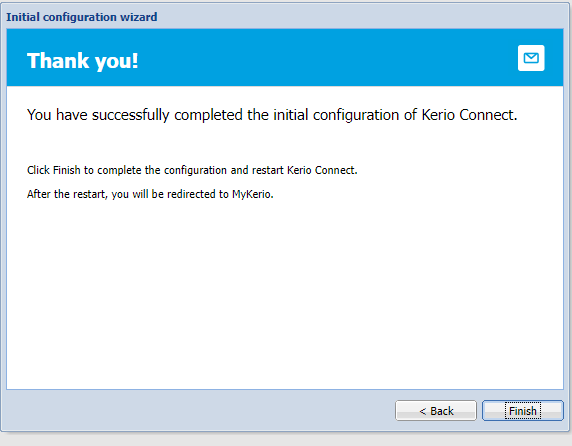 Initial configuration wizard
Thank you!
You have successfully completed the initial configuration of Kerio Connect.
Click Finish to complete the configuration and restart Kerio Connect.
After the restart, you will be redirected to MyKerio.
< Back
Finish